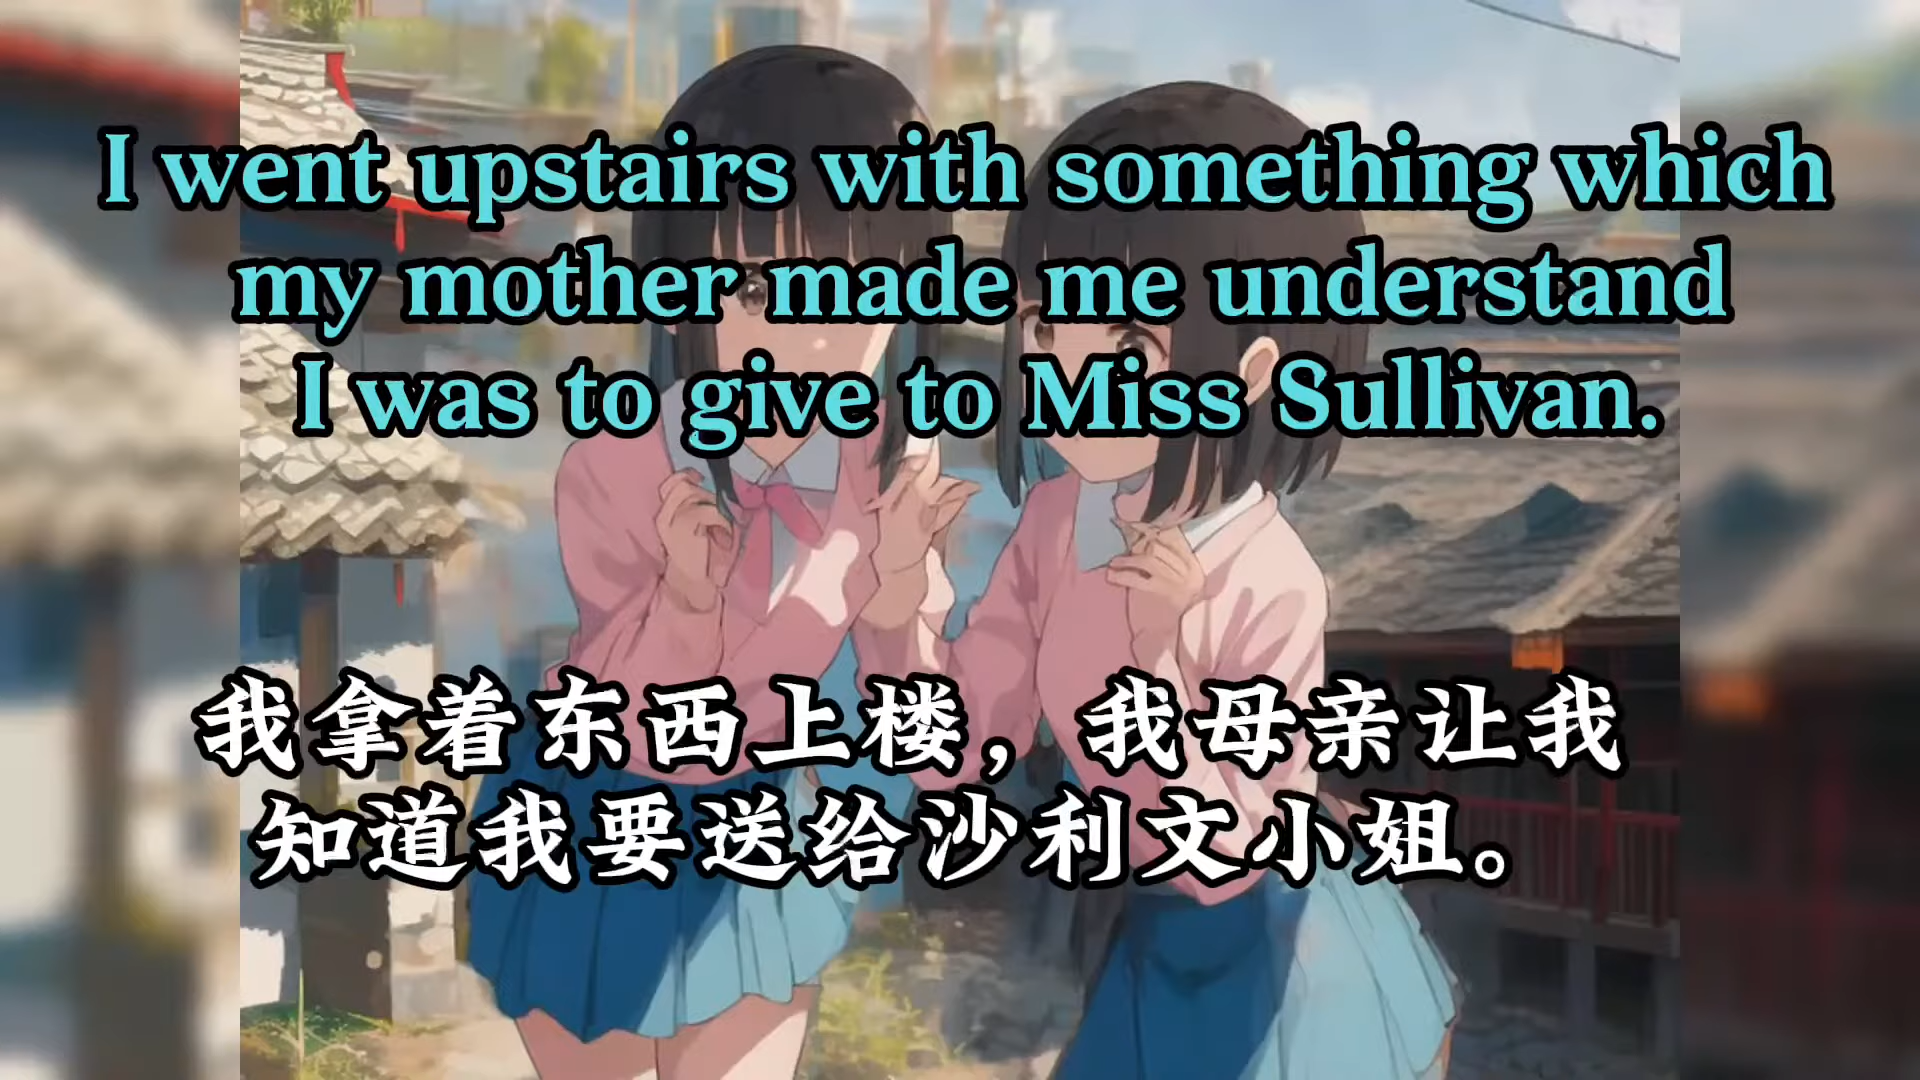 I went upstairs with something which
my mother made me understand
I was to give to Miss Sullivan.
我拿着东西上楼，我母亲让我
知道我要送给沙利文小姐。